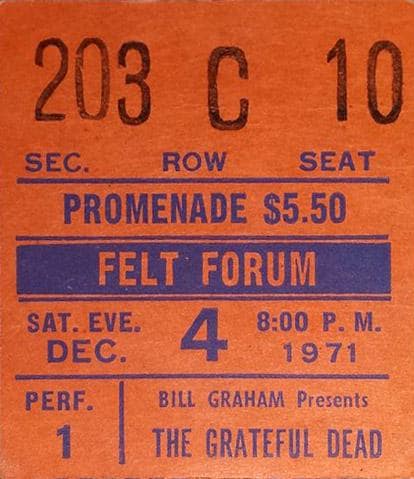 203 C 10
SEC. ROW SEAT
PROMENADE $5.50
FELT FORUM
SAT. EVE. 4 8:00 P. M.
DEC. 1971
PERF. BILL GRAHAM Presents
1 THE GRATEFUL DEAD